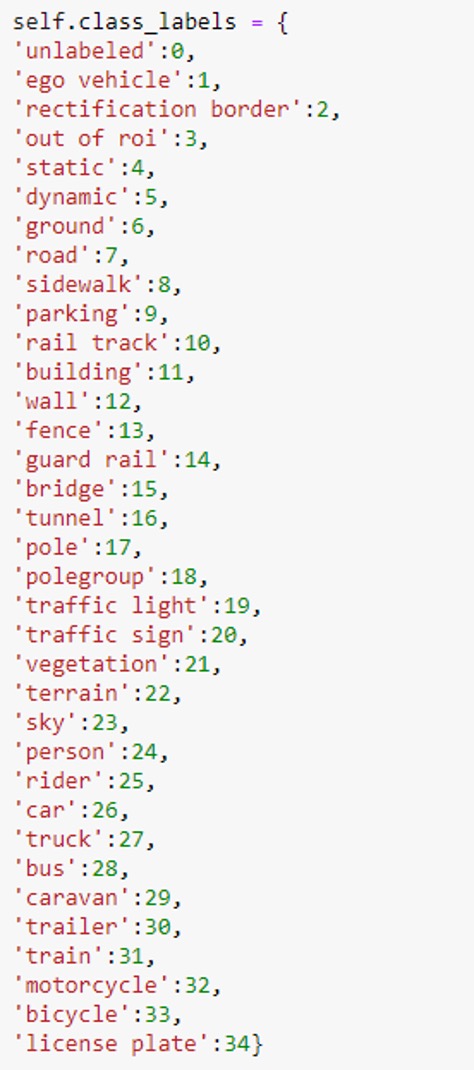 self.class_labels = {
'unlabeled':0,
'ego vehicle':1,
'rectification border':2,
'out of roi':3,
'static':4,
'dynamic':5,
'ground':6,
'road':7,
'sidewalk':8,
'parking':9,
'rail track':10,
'building':11,
'wall':12,
'fence':13,
'guard rail':14,
'bridge':15,
'tunnel':16,
'pole':17,
'polegroup':18,
'traffic light':19,
'traffic sign':20,
'vegetation':21,
'terrain':22,
'sky':23,
'person':24,
'rider':25,
'car':26,
'truck':27,
'bus':28,
'caravan':29,
'trailer':30,
'train':31,
'motorcycle':32,
'bicycle':33,
'license plate':34}